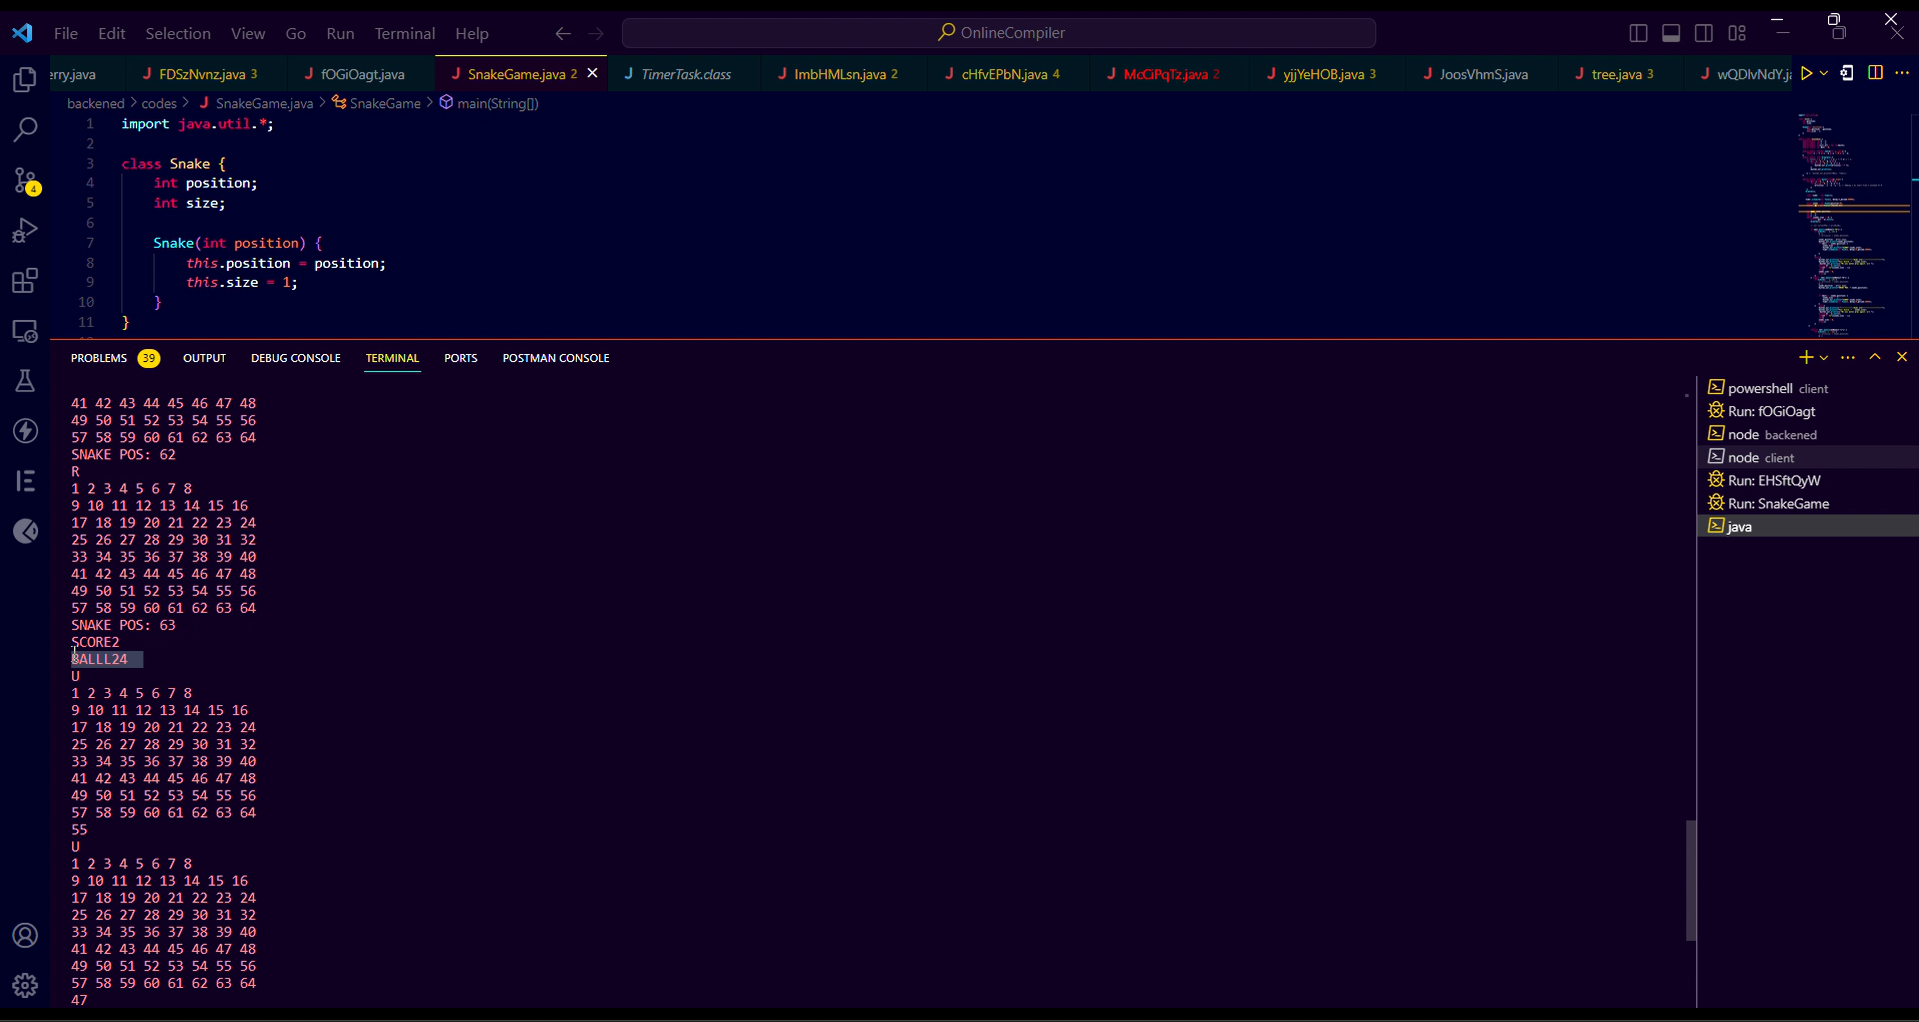 File Edit Selection View Go Run Terminal Help
OnlineCompiler
erry.java FDSzNvnz.java 3 fOGiOagt.java SnakeGame.java 2 TimerTask.class ImbHMLsn.java 2 cHfvEPbN.java 4 McCiPqTz.java 2 yjjYeHOB.java 3 JoosVhmS.java tree.java 3 wQDIvNdY.ja
backened > codes > SnakeGame.java > SnakeGame > main(String[])
1 import java.util.*;
2
3 class Snake {
4 int position;
5 int size;
6
7 Snake(int position) {
8 this.position = position;
9 this.size = 1;
10 }
11 }
4
PROBLEMS 39 OUTPUT DEBUG CONSOLE TERMINAL PORTS POSTMAN CONSOLE
41 42 43 44 45 46 47 48
49 50 51 52 53 54 55 56
57 58 59 60 61 62 63 64
SNAKE POS: 62
R
1 2 3 4 5 6 7 8
9 10 11 12 13 14 15 16
17 18 19 20 21 22 23 24
25 26 27 28 29 30 31 32
33 34 35 36 37 38 39 40
41 42 43 44 45 46 47 48
49 50 51 52 53 54 55 56
57 58 59 60 61 62 63 64
SNAKE POS: 63
SCORE2
BALLL24
U
1 2 3 4 5 6 7 8
9 10 11 12 13 14 15 16
17 18 19 20 21 22 23 24
25 26 27 28 29 30 31 32
33 34 35 36 37 38 39 40
41 42 43 44 45 46 47 48
49 50 51 52 53 54 55 56
57 58 59 60 61 62 63 64
55
U
1 2 3 4 5 6 7 8
9 10 11 12 13 14 15 16
17 18 19 20 21 22 23 24
25 26 27 28 29 30 31 32
33 34 35 36 37 38 39 40
41 42 43 44 45 46 47 48
49 50 51 52 53 54 55 56
57 58 59 60 61 62 63 64
47
powershell client
Run: fOGiOagt
node backened
node client
Run: EHSftQyW
Run: SnakeGame
java